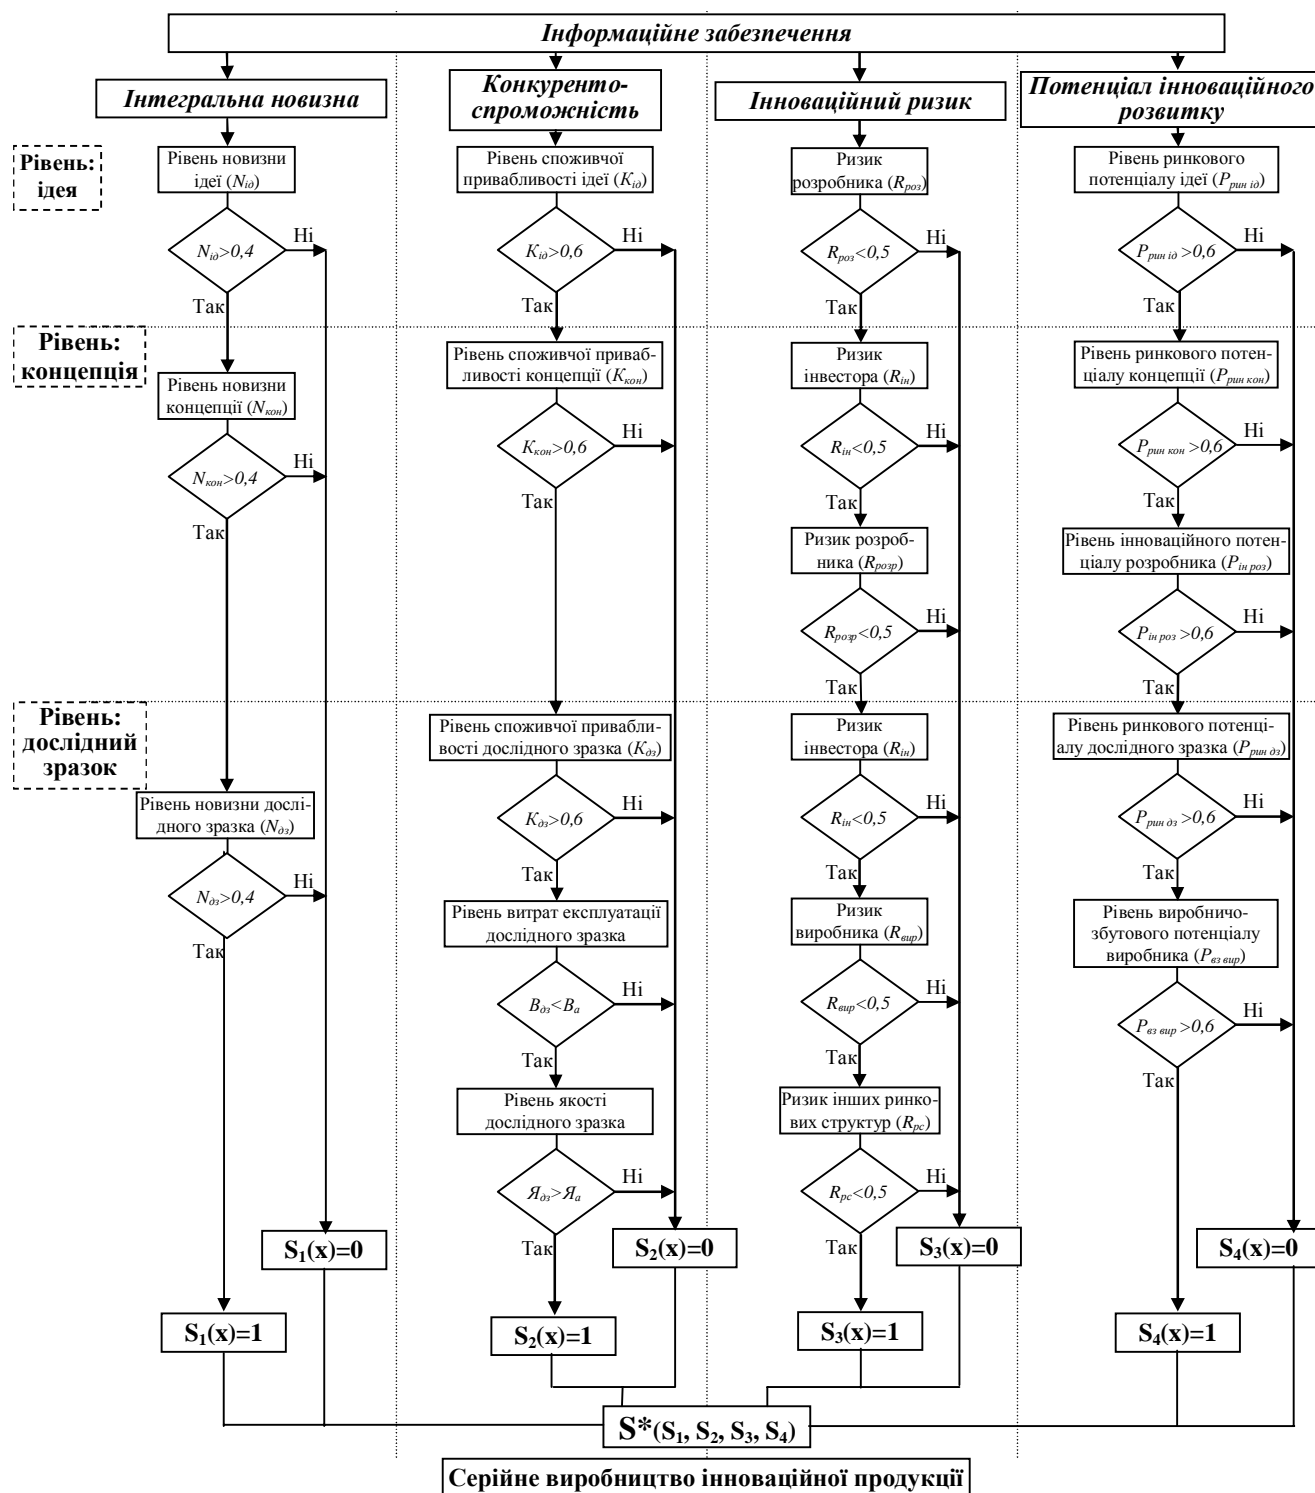 Інформаційне забезпечення
Інтегральна новизна
Конкуренто-
спроможність
Інноваційний ризик
Потенціал інноваційного
розвитку
Рівень:
ідея
Рівень новизни
ідеї (Nід)
Рівень споживчої
привабливості ідеї (Kід)
Ризик
розробника (Rроз)
Рівень ринкового
потенціалу ідеї (Pрин ід)
Nід>0,4
Ні
Kід>0,6
Ні
Rроз<0,5
Ні
Pрин ід >0,6
Ні
Так
Так
Так
Так
Рівень:
концепція
Рівень новизни
концепції (Nкон)
Рівень споживчої приваб-
ливості концепції (Kкон)
Ризик
інвестора (Rін)
Рівень ринкового потен-
ціалу концепції (Pрин кон)
Nкон>0,4
Ні
Kкон>0,6
Ні
Rін<0,5
Ні
Pрин кон >0,6
Ні
Так
Так
Так
Так
Ризик розроб-
ника (Rрозр)
Рівень інноваційного потен-
ціалу розробника (Pін роз)
Rрозр<0,5
Ні
Pін роз >0,6
Ні
Так
Так
Рівень:
дослідний
зразок
Рівень новизни дослі-
дного зразка (Nдз)
Рівень споживчої привабли-
вості дослідного зразка (Kдз)
Ризик
інвестора (Rін)
Рівень ринкового потенці-
алу дослідного зразка (Pрин дз)
Nдз>0,4
Ні
Kдз>0,6
Ні
Rін<0,5
Ні
Pрин дз >0,6
Ні
Так
Так
Так
Так
Рівень витрат експлуатації
дослідного зразка
Ризик
виробника (Rвир)
Рівень виробничо-
збутового потенціалу
виробника (Pвз вир)
Вдз<Ва
Ні
Rвир<0,5
Ні
Pвз вир >0,6
Ні
Так
Так
Так
Рівень якості
дослідного зразка
Ризик інших ринко-
вих структур (Rрс)
Ядз>Яа
Ні
Rрс<0,5
Ні
Так
Так
S1(x)=0
S2(x)=0
S3(x)=0
S4(x)=0
S1(x)=1
S2(x)=1
S3(x)=1
S4(x)=1
S*(S1, S2, S3, S4)
Серійне виробництво інноваційної продукції